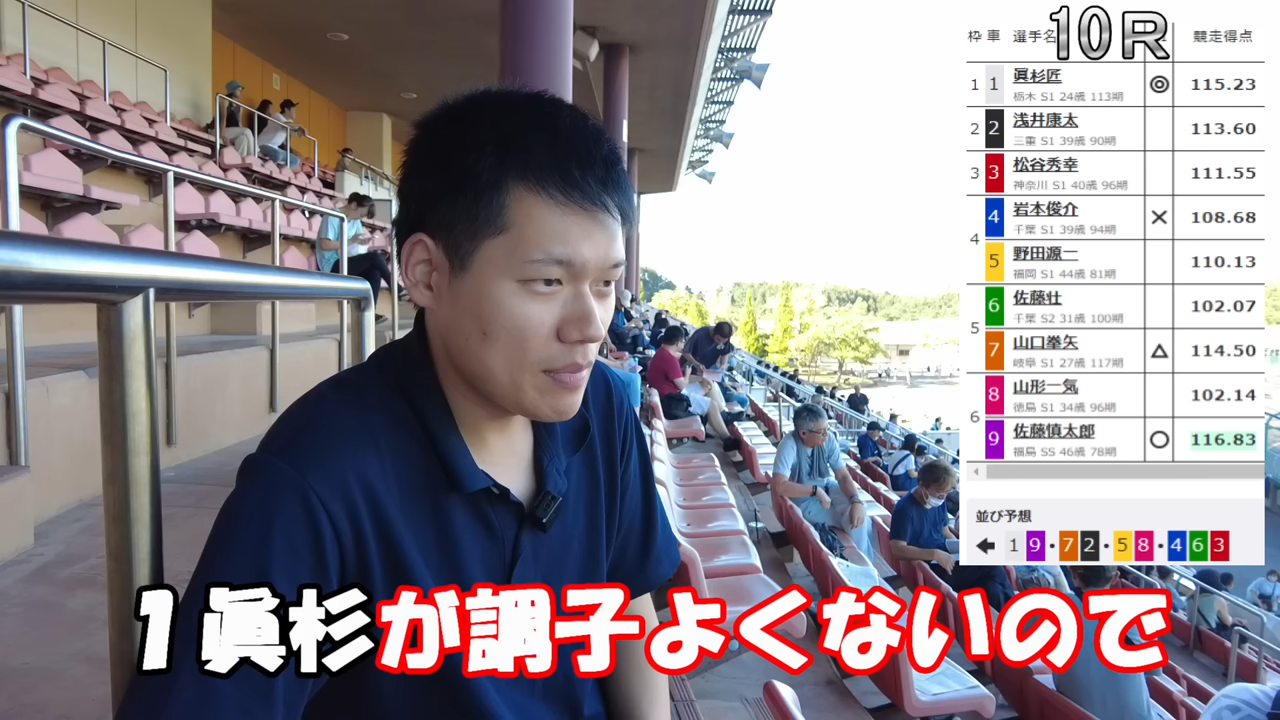 10R
枠 車 選手名 競走得点
1 1 眞杉匠 ◎ 115.23
栃木 S1 24歳 113期
2 2 浅井康太 113.60
三重 S1 39歳 90期
3 3 松谷秀幸 111.55
神奈川 S1 40歳 96期
4 4 岩本俊介 × 108.68
千葉 S1 39歳 94期
5 野田源一 110.13
福岡 S1 44歳 81期
5 6 佐藤壮 102.07
千葉 S2 31歳 100期
7 山口拳矢 △ 114.50
岐阜 S1 27歳 117期
6 8 山形一気 102.14
徳島 S1 34歳 96期
9 佐藤慎太郎 ○ 116.83
福島 SS 46歳 78期
並び予想
← 1 9・7 2・5 8・4 6 3
1眞杉が調子よくないので